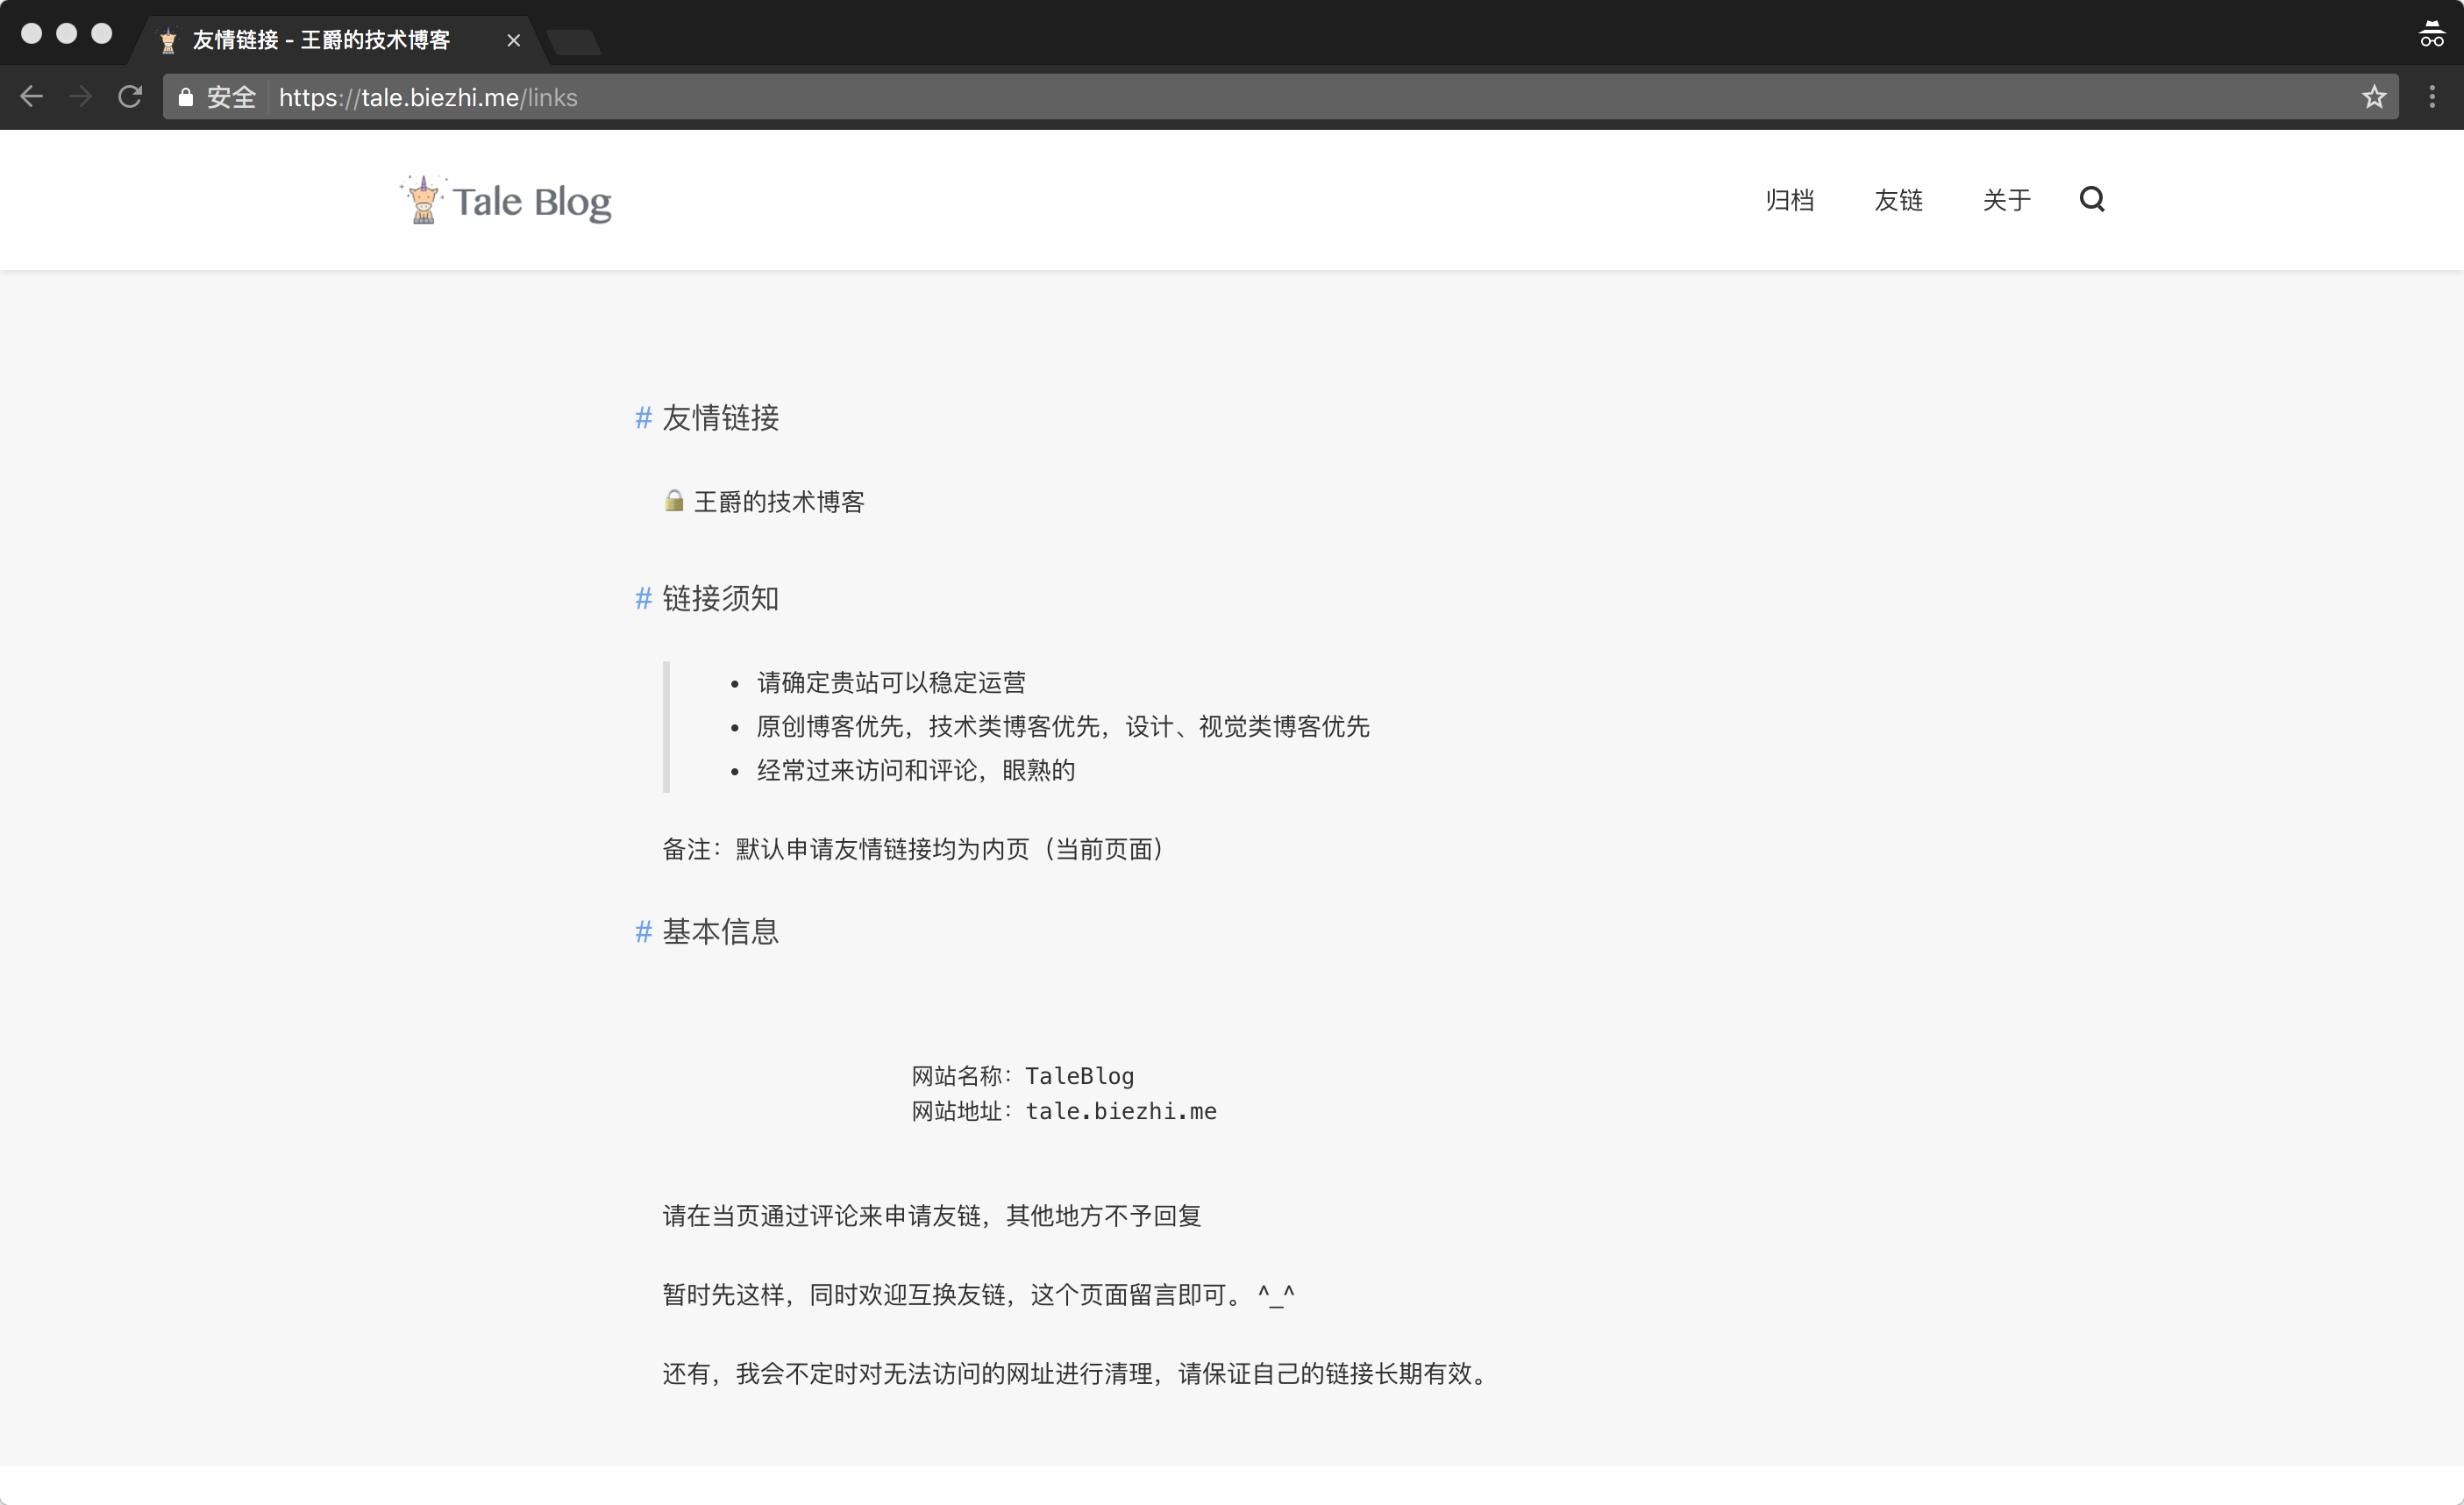 友情链接 - 王爵的技术博客
安全 https://tale.biezhi.me/links
Tale Blog
归档 友链 关于
# 友情链接
王爵的技术博客
# 链接须知
• 请确定贵站可以稳定运营
• 原创博客优先，技术类博客优先，设计、视觉类博客优先
• 经常过来访问和评论，眼熟的
备注：默认申请友情链接均为内页（当前页面）
# 基本信息
网站名称：TaleBlog
网站地址：tale.biezhi.me
请在当页通过评论来申请友链，其他地方不予回复
暂时先这样，同时欢迎互换友链，这个页面留言即可。 ^_^
还有，我会不定时对无法访问的网址进行清理，请保证自己的链接长期有效。